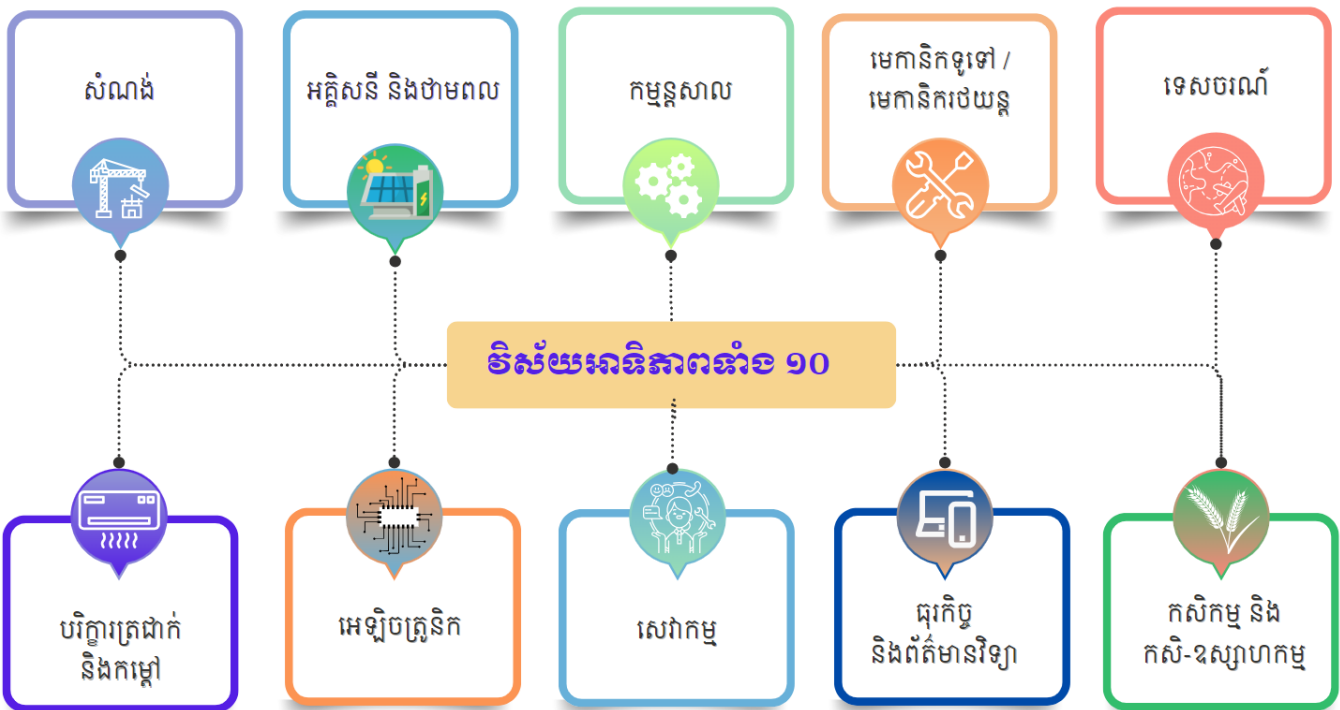 សំណង់
អគ្គិសនី និងថាមពល
កម្មន្តសាល
មេកានិកទូទៅ /
មេកានិករថយន្ត
ទេសចរណ៍
វិស័យអាទិភាពទាំង ១០
បរិក្ខារត្រជាក់
និងកម្ដៅ
អេឡិចត្រូនិក
សេវាកម្ម
ធុរកិច្ច
និងព័ត៌មានវិទ្យា
កសិកម្ម និង
កសិ-ឧស្សាហកម្ម